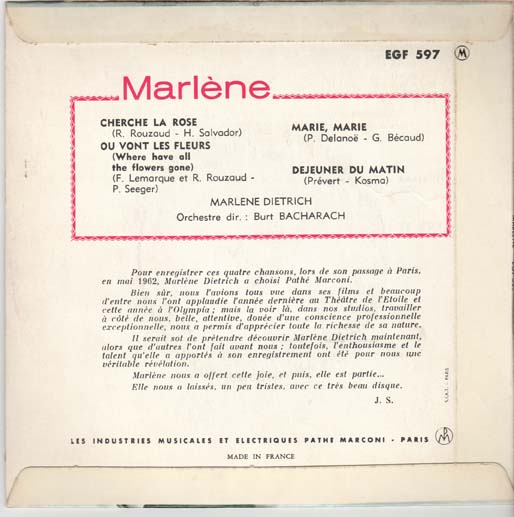 EGF 597 M
Marlène
CHERCHE LA ROSE
(R. Rouzaud - H. Salvador)
OU VONT LES FLEURS
(Where have all
the flowers gone)
(F. Lemarque et R. Rouzaud -
P. Seeger)
MARIE, MARIE
(P. Delanoë - G. Bécaud)
DEJEUNER DU MATIN
(Prévert - Kosma)
MARLENE DIETRICH
Orchestre dir. : Burt BACHARACH
Pour enregistrer ces quatre chansons, lors de son passage à Paris,
en mai 1962, Marlène Dietrich a choisi Pathé Marconi.
Bien sûr, nous l'avions tous vue dans ses films et beaucoup
d'entre nous l'ont applaudie l'année dernière au Théâtre de l'Etoile et
cette année à l'Olympia; mais la voir là, dans nos studios, travailler
à côté de nous, belle, attentive, douée d'une conscience professionnelle
exceptionnelle, nous a permis d'apprécier toute la richesse de sa nature.
Il serait sot de prétendre découvrir Marlène Dietrich maintenant,
alors que d'autres l'ont fait avant nous; toutefois, l'enthousiasme et le
talent qu'elle a apportés à son enregistrement ont été pour nous une
véritable révélation.
Marlène nous a offert cette joie, et puis, elle est partie...
Elle nous a laissés, un peu tristes, avec ce très beau disque.
J. S.
LES INDUSTRIES MUSICALES ET ELECTRIQUES PATHE MARCONI - PARIS
MADE IN FRANCE